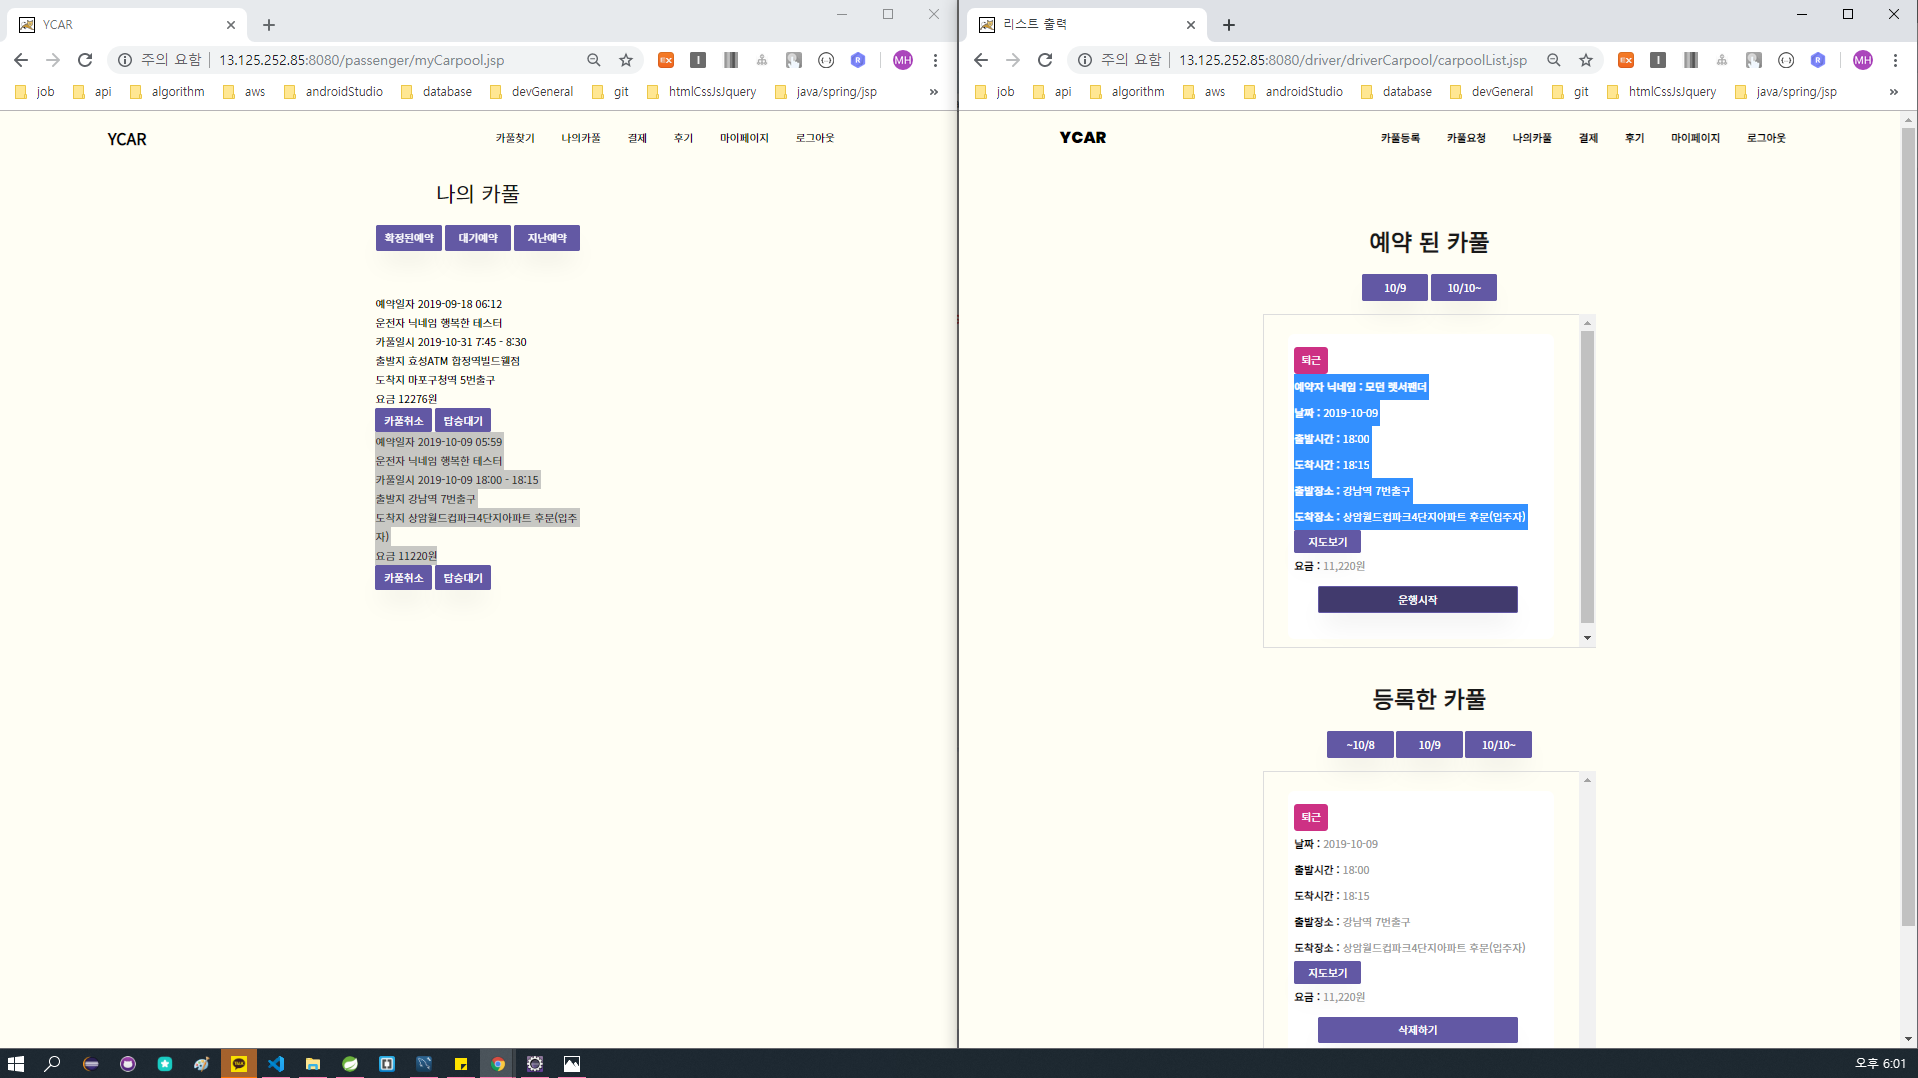 YCAR
주의 요함
13.125.252.85:8080/passenger/myCarpool.jsp
job
api
algorithm
aws
androidStudio
database
devGeneral
git
htmlCssJsJquery
java/spring/jsp
»
YCAR
카풀찾기
나의카풀
결제
후기
마이페이지
로그아웃
나의 카풀
확정된예약
대기예약
지난예약
예약일자 2019-09-18 06:12
운전자 닉네임 행복한 테스터
카풀일시 2019-10-31 7:45 - 8:30
출발지 효성ATM 합정역빌드웰점
도착지 마포구청역 5번출구
요금 12276원
카풀취소
탑승대기
예약일자 2019-10-09 05:59
운전자 닉네임 행복한 테스터
카풀일시 2019-10-09 18:00 - 18:15
출발지 강남역 7번출구
도착지 상암월드컵파크4단지아파트 후문(입주
자)
요금 11220원
카풀취소
탑승대기
리스트 출력
주의 요함
13.125.252.85:8080/driver/driverCarpool/carpoolList.jsp
MH
job
api
algorithm
aws
androidStudio
database
devGeneral
git
htmlCssJsJquery
java/spring/jsp
»
YCAR
카풀등록
카풀요청
나의카풀
결제
후기
마이페이지
로그아웃
예약 된 카풀
10/9
10/10~
퇴근
예약자 닉네임 : 모던 렛서팬더
날짜 : 2019-10-09
출발시간 : 18:00
도착시간 : 18:15
출발장소 : 강남역 7번출구
도착장소 : 상암월드컵파크4단지아파트 후문(입주자)
지도보기
요금 : 11,220원
운행시작
등록한 카풀
~10/8
10/9
10/10~
퇴근
날짜 : 2019-10-09
출발시간 : 18:00
도착시간 : 18:15
출발장소 : 강남역 7번출구
도착장소 : 상암월드컵파크4단지아파트 후문(입주자)
지도보기
요금 : 11,220원
삭제하기
오후 6:01